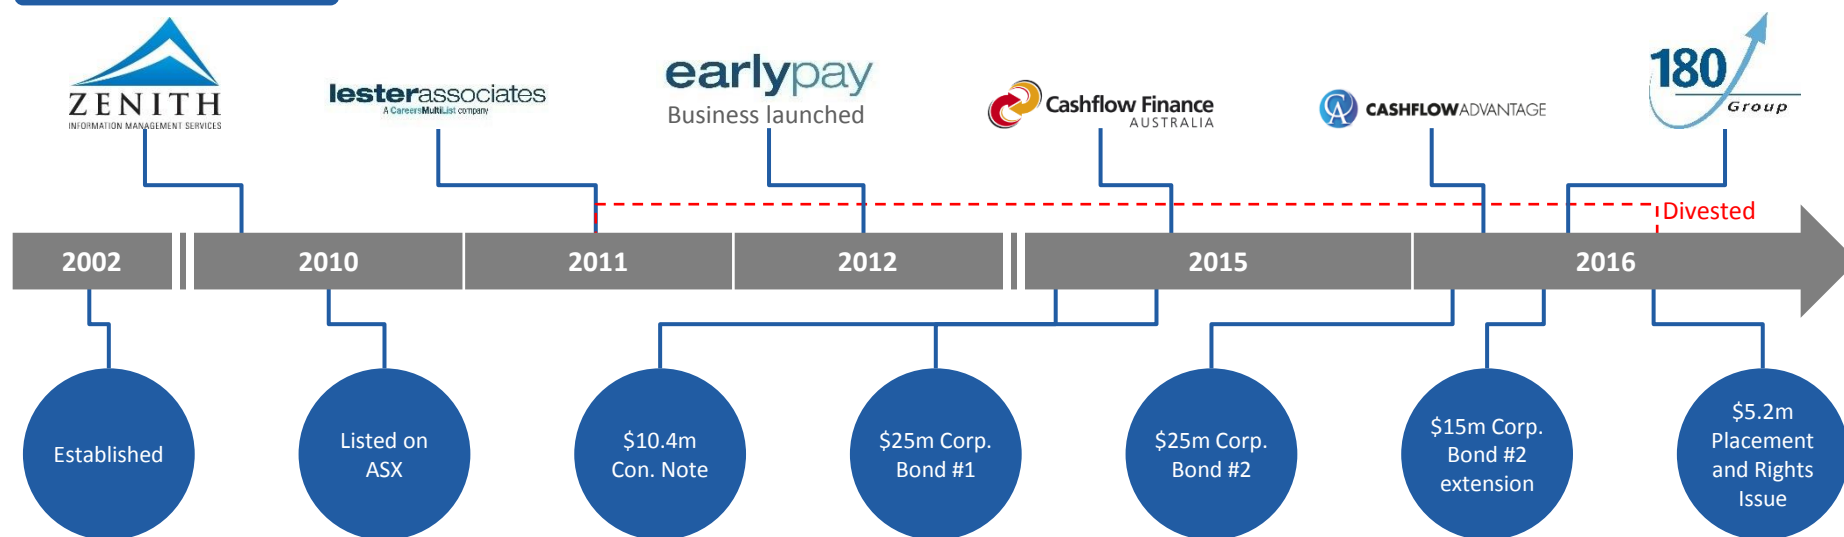 ZENITH
INFORMATION MANAGEMENT SERVICES
lesterassociates
A CareersMultiList company
earlypay
Business launched
Cashflow Finance
AUSTRALIA
CA
CASHFLOWADVANTAGE
180
Group
Divested
2002
2010
2011
2012
2015
2016
Established
Listed on
ASX
$10.4m
Con. Note
$25m Corp.
Bond #1
$25m Corp.
Bond #2
$15m Corp.
Bond #2
extension
$5.2m
Placement
and Rights
Issue